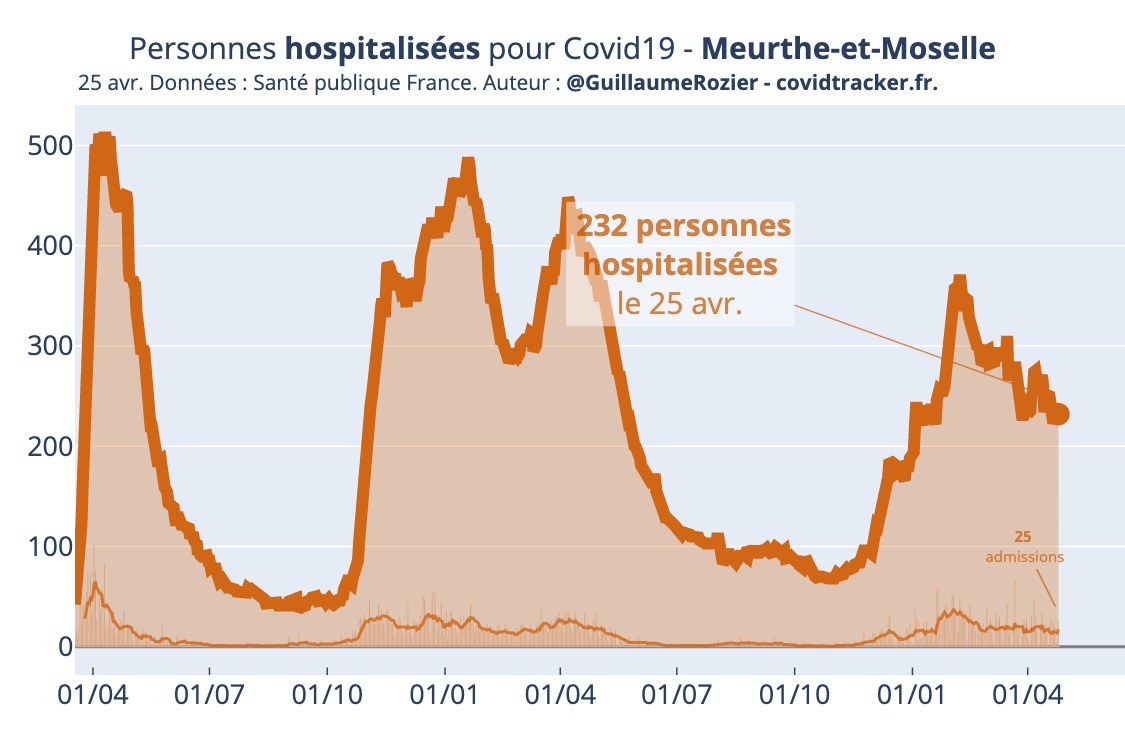 Personnes hospitalisées pour Covid19 - Meurthe-et-Moselle
25 avr. Données : Santé publique France. Auteur : @GuillaumeRozier - covidtracker.fr.
500
400
300
200
100
0
232 personnes
hospitalisées
le 25 avr.
25
admissions
01/04 01/07 01/10 01/01 01/04 01/07 01/10 01/01 01/04